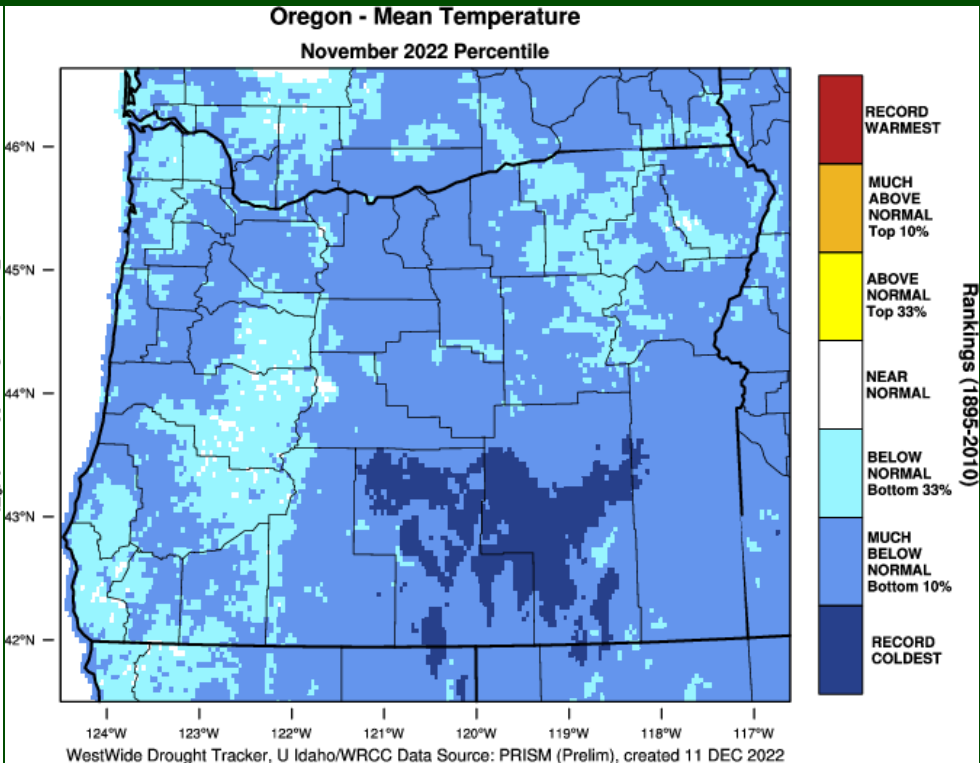 Oregon - Mean Temperature
November 2022 Percentile
46°N
45°N
44°N
43°N
42°N
124°W
123°W
122°W
121°W
120°W
119°W
118°W
117°W
RECORD
WARMEST
MUCH
ABOVE
NORMAL
Top 10%
ABOVE
NORMAL
Top 33%
NEAR
NORMAL
BELOW
NORMAL
Bottom 33%
MUCH
BELOW
NORMAL
Bottom 10%
RECORD
COLDEST
Rankings (1895-2010)
WestWide Drought Tracker, U Idaho/WRCC Data Source: PRISM (Prelim), created 11 DEC 2022